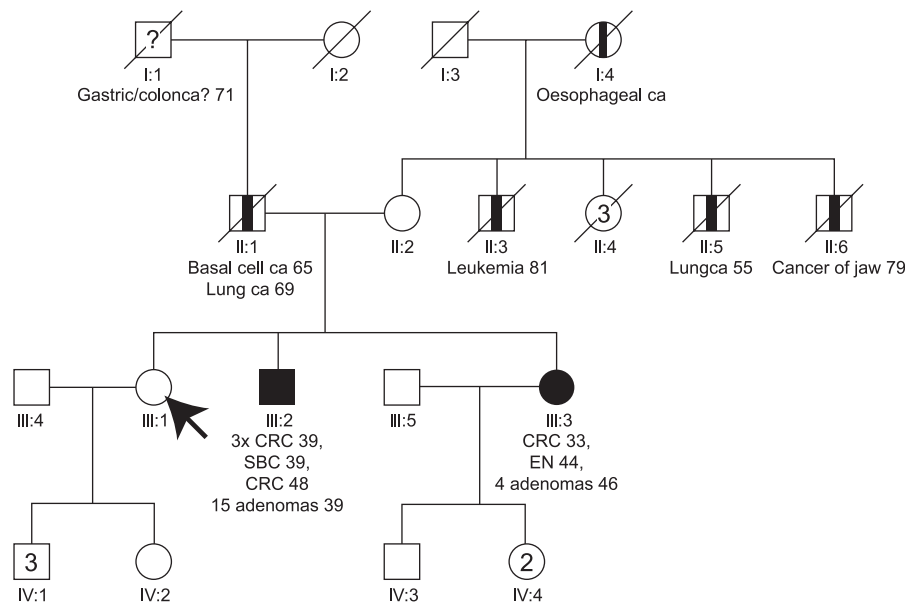 ?
I:1
I:2
I:3
I:4
Gastric/colonca? 71
Oesophageal ca
3
II:1
II:2
II:3
II:4
II:5
II:6
Basal cell ca 65
Lung ca 69
Leukemia 81
Lungca 55
Cancer of jaw 79
III:4
III:1
III:2
III:5
III:3
3x CRC 39,
SBC 39,
CRC 48
15 adenomas 39
CRC 33,
EN 44,
4 adenomas 46
3
2
IV:1
IV:2
IV:3
IV:4